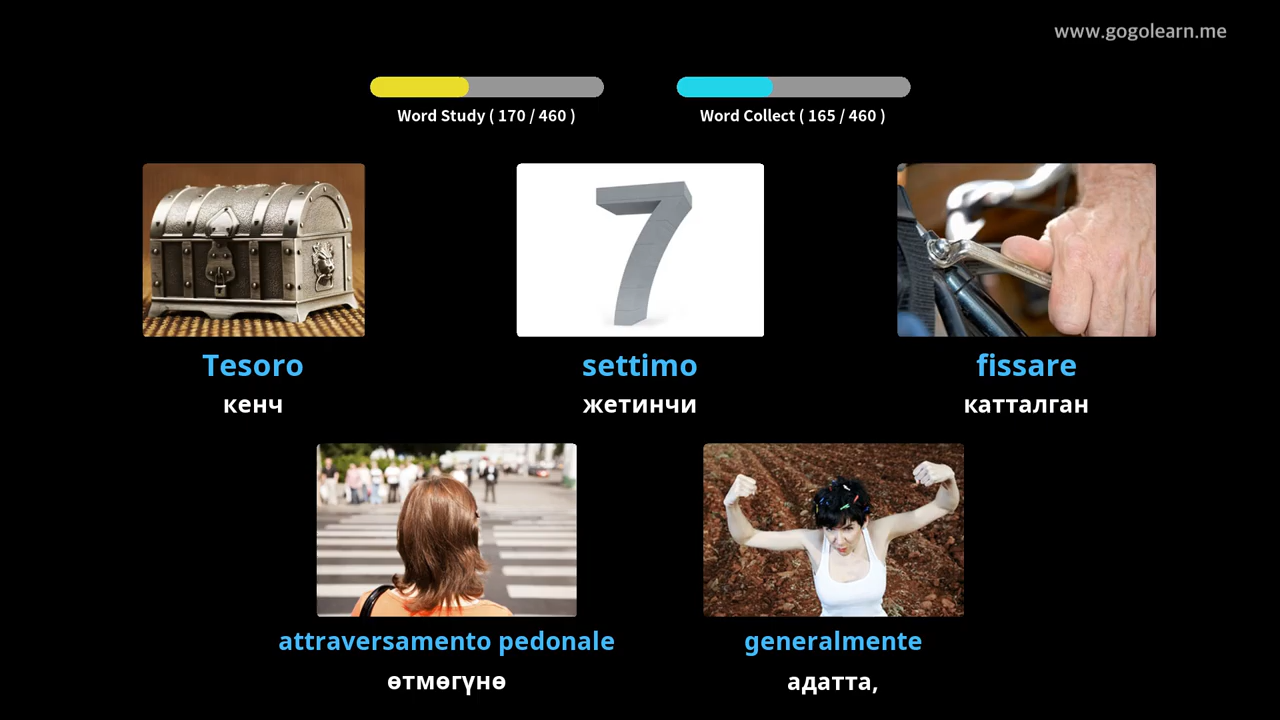 www.gogolearn.me
Word Study ( 170 / 460 )
Word Collect ( 165 / 460 )
7
Tesoro
кенч
settimo
жетинчи
fissare
катталган
attraversamento pedonale
өтмөгүнө
generalmente
адатта,